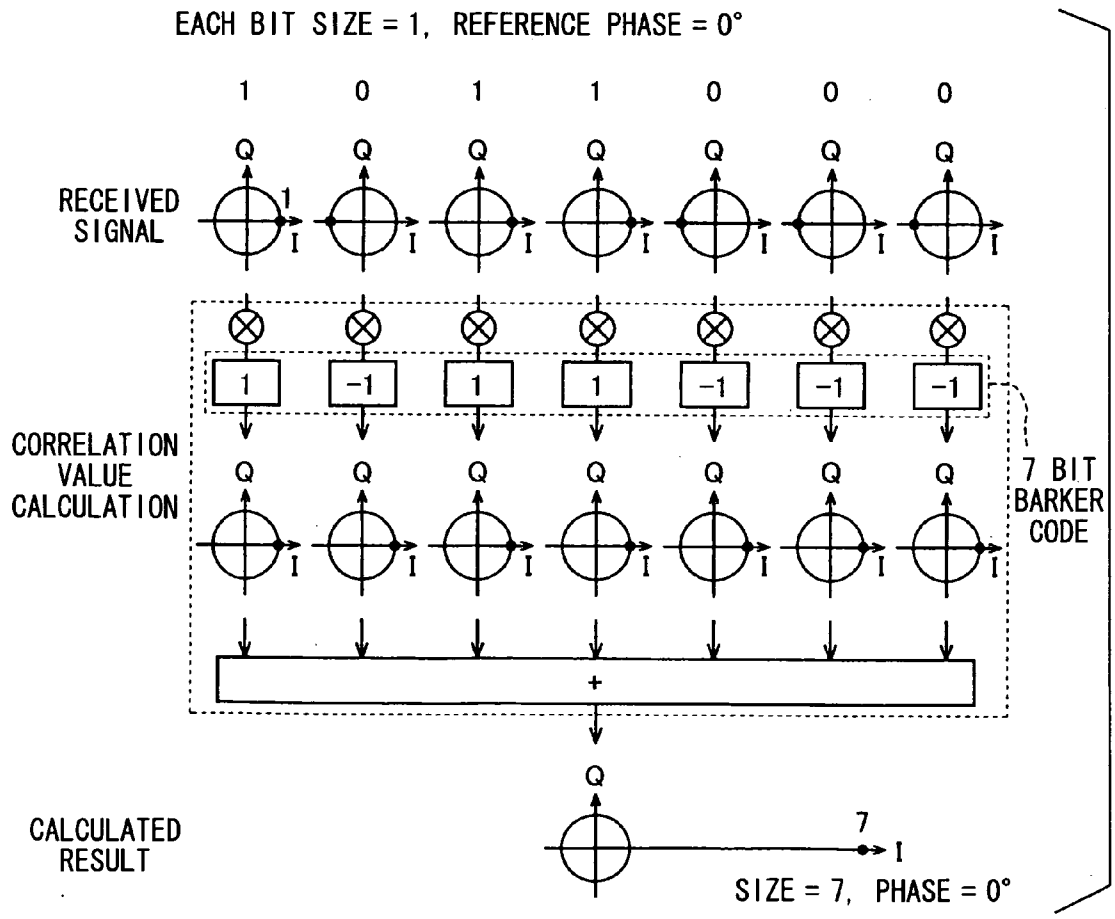 EACH BIT SIZE = 1, REFERENCE PHASE = 0°
1 0 1 1 0 0 0
Q Q Q Q Q Q Q
RECEIVED
SIGNAL
1
I I I I I I I
1 -1 1 1 -1 -1 -1
CORRELATION
VALUE
CALCULATION
7 BIT
BARKER
CODE
Q Q Q Q Q Q Q
I I I I I I I
+
Q
CALCULATED
RESULT
7
I
SIZE = 7, PHASE = 0°